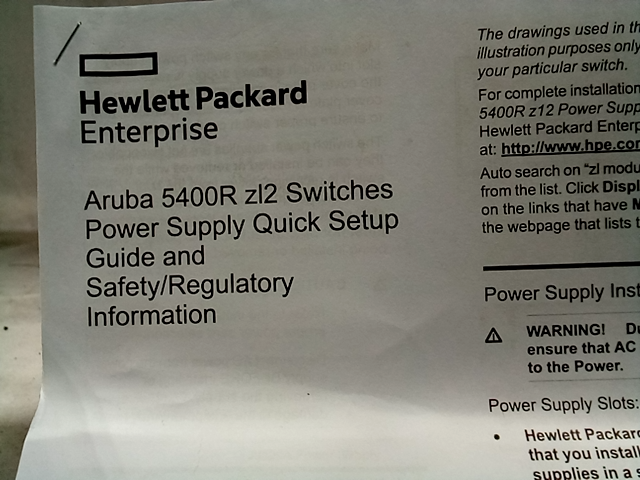 Hewlett Packard
Enterprise
Aruba 5400R zl2 Switches
Power Supply Quick Setup
Guide and
Safety/Regulatory
Information
The drawings used in th
illustration purposes only
your particular switch.
For complete installation
5400R z12 Power Supp
Hewlett Packard Enterp
at: http://www.hpe.con
Auto search on "zl modu
from the list. Click Displ
on the links that have N
the webpage that lists t
Power Supply Inst
WARNING! Du
ensure that AC
to the Power.
Power Supply Slots:
• Hewlett Packard
that you install
supplies in a s